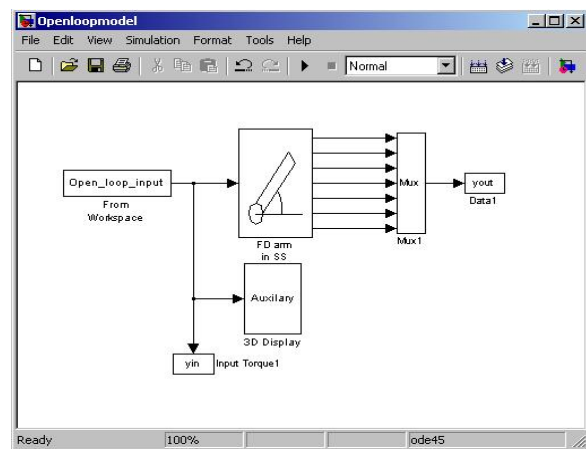 Openloopmodel
File Edit View Simulation Format Tools Help
Normal
Open_loop_input
From
Workspace
FD arm
in SS
Mux
Mux1
yout
Data1
Auxilary
3D Display
yin
Input Torque1
Ready 100% ode45